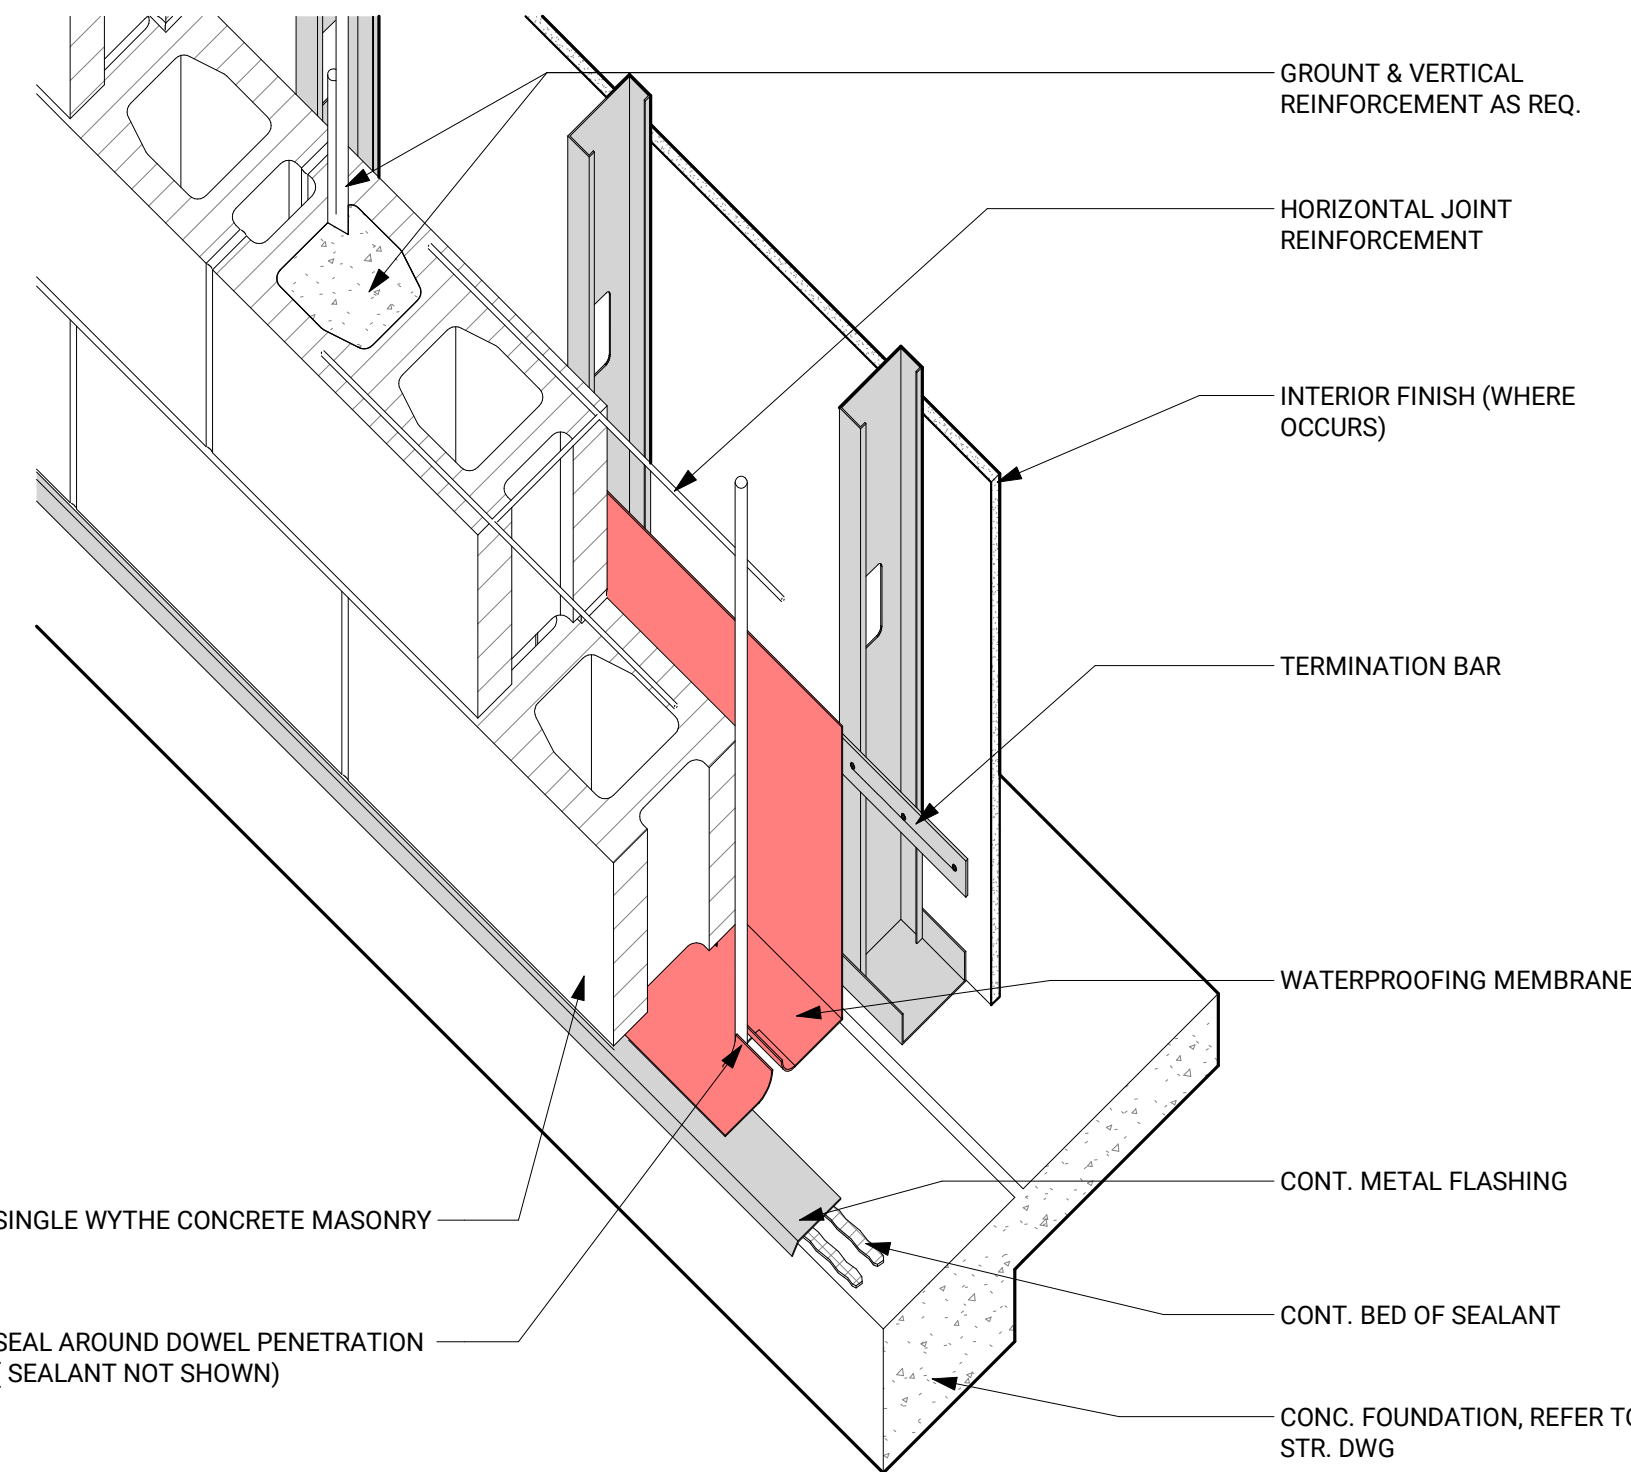 GROUNT & VERTICAL
REINFORCEMENT AS REQ.
HORIZONTAL JOINT
REINFORCEMENT
INTERIOR FINISH (WHERE
OCCURS)
TERMINATION BAR
WATERPROOFING MEMBRANE
CONT. METAL FLASHING
SINGLE WYTHE CONCRETE MASONRY
CONT. BED OF SEALANT
SEAL AROUND DOWEL PENETRATION
( SEALANT NOT SHOWN)
CONC. FOUNDATION, REFER TO
STR. DWG